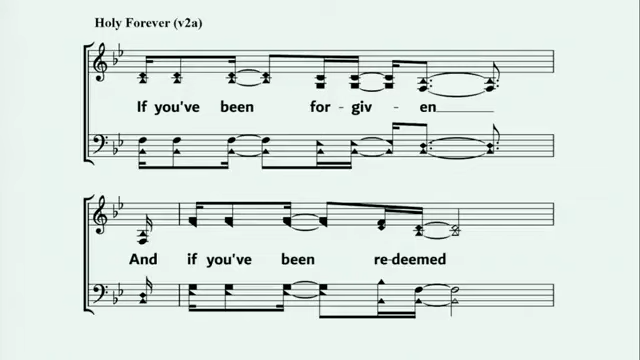 Holy Forever (v2a)
If you've been for - giv - en
And if you've been re-deemed